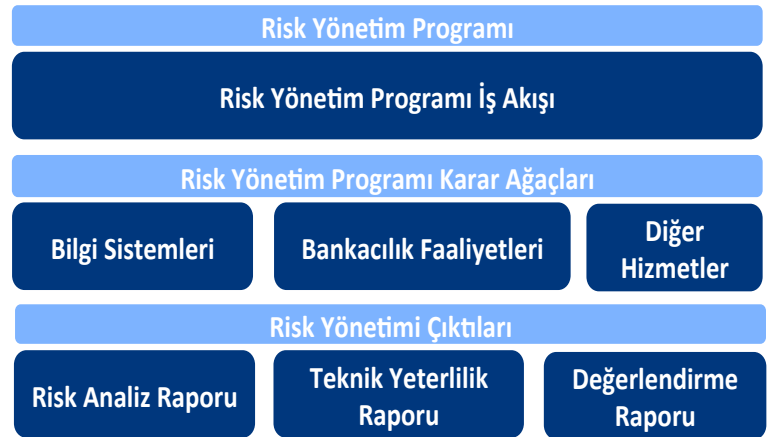 Risk Yönetim Programı
Risk Yönetim Programı İş Akışı
Risk Yönetim Programı Karar Ağaçları
Bilgi Sistemleri
Bankacılık Faaliyetleri
Diğer
Hizmetler
Risk Yönetimi Çıktıları
Risk Analiz Raporu
Teknik Yeterlilik
Raporu
Değerlendirme
Raporu